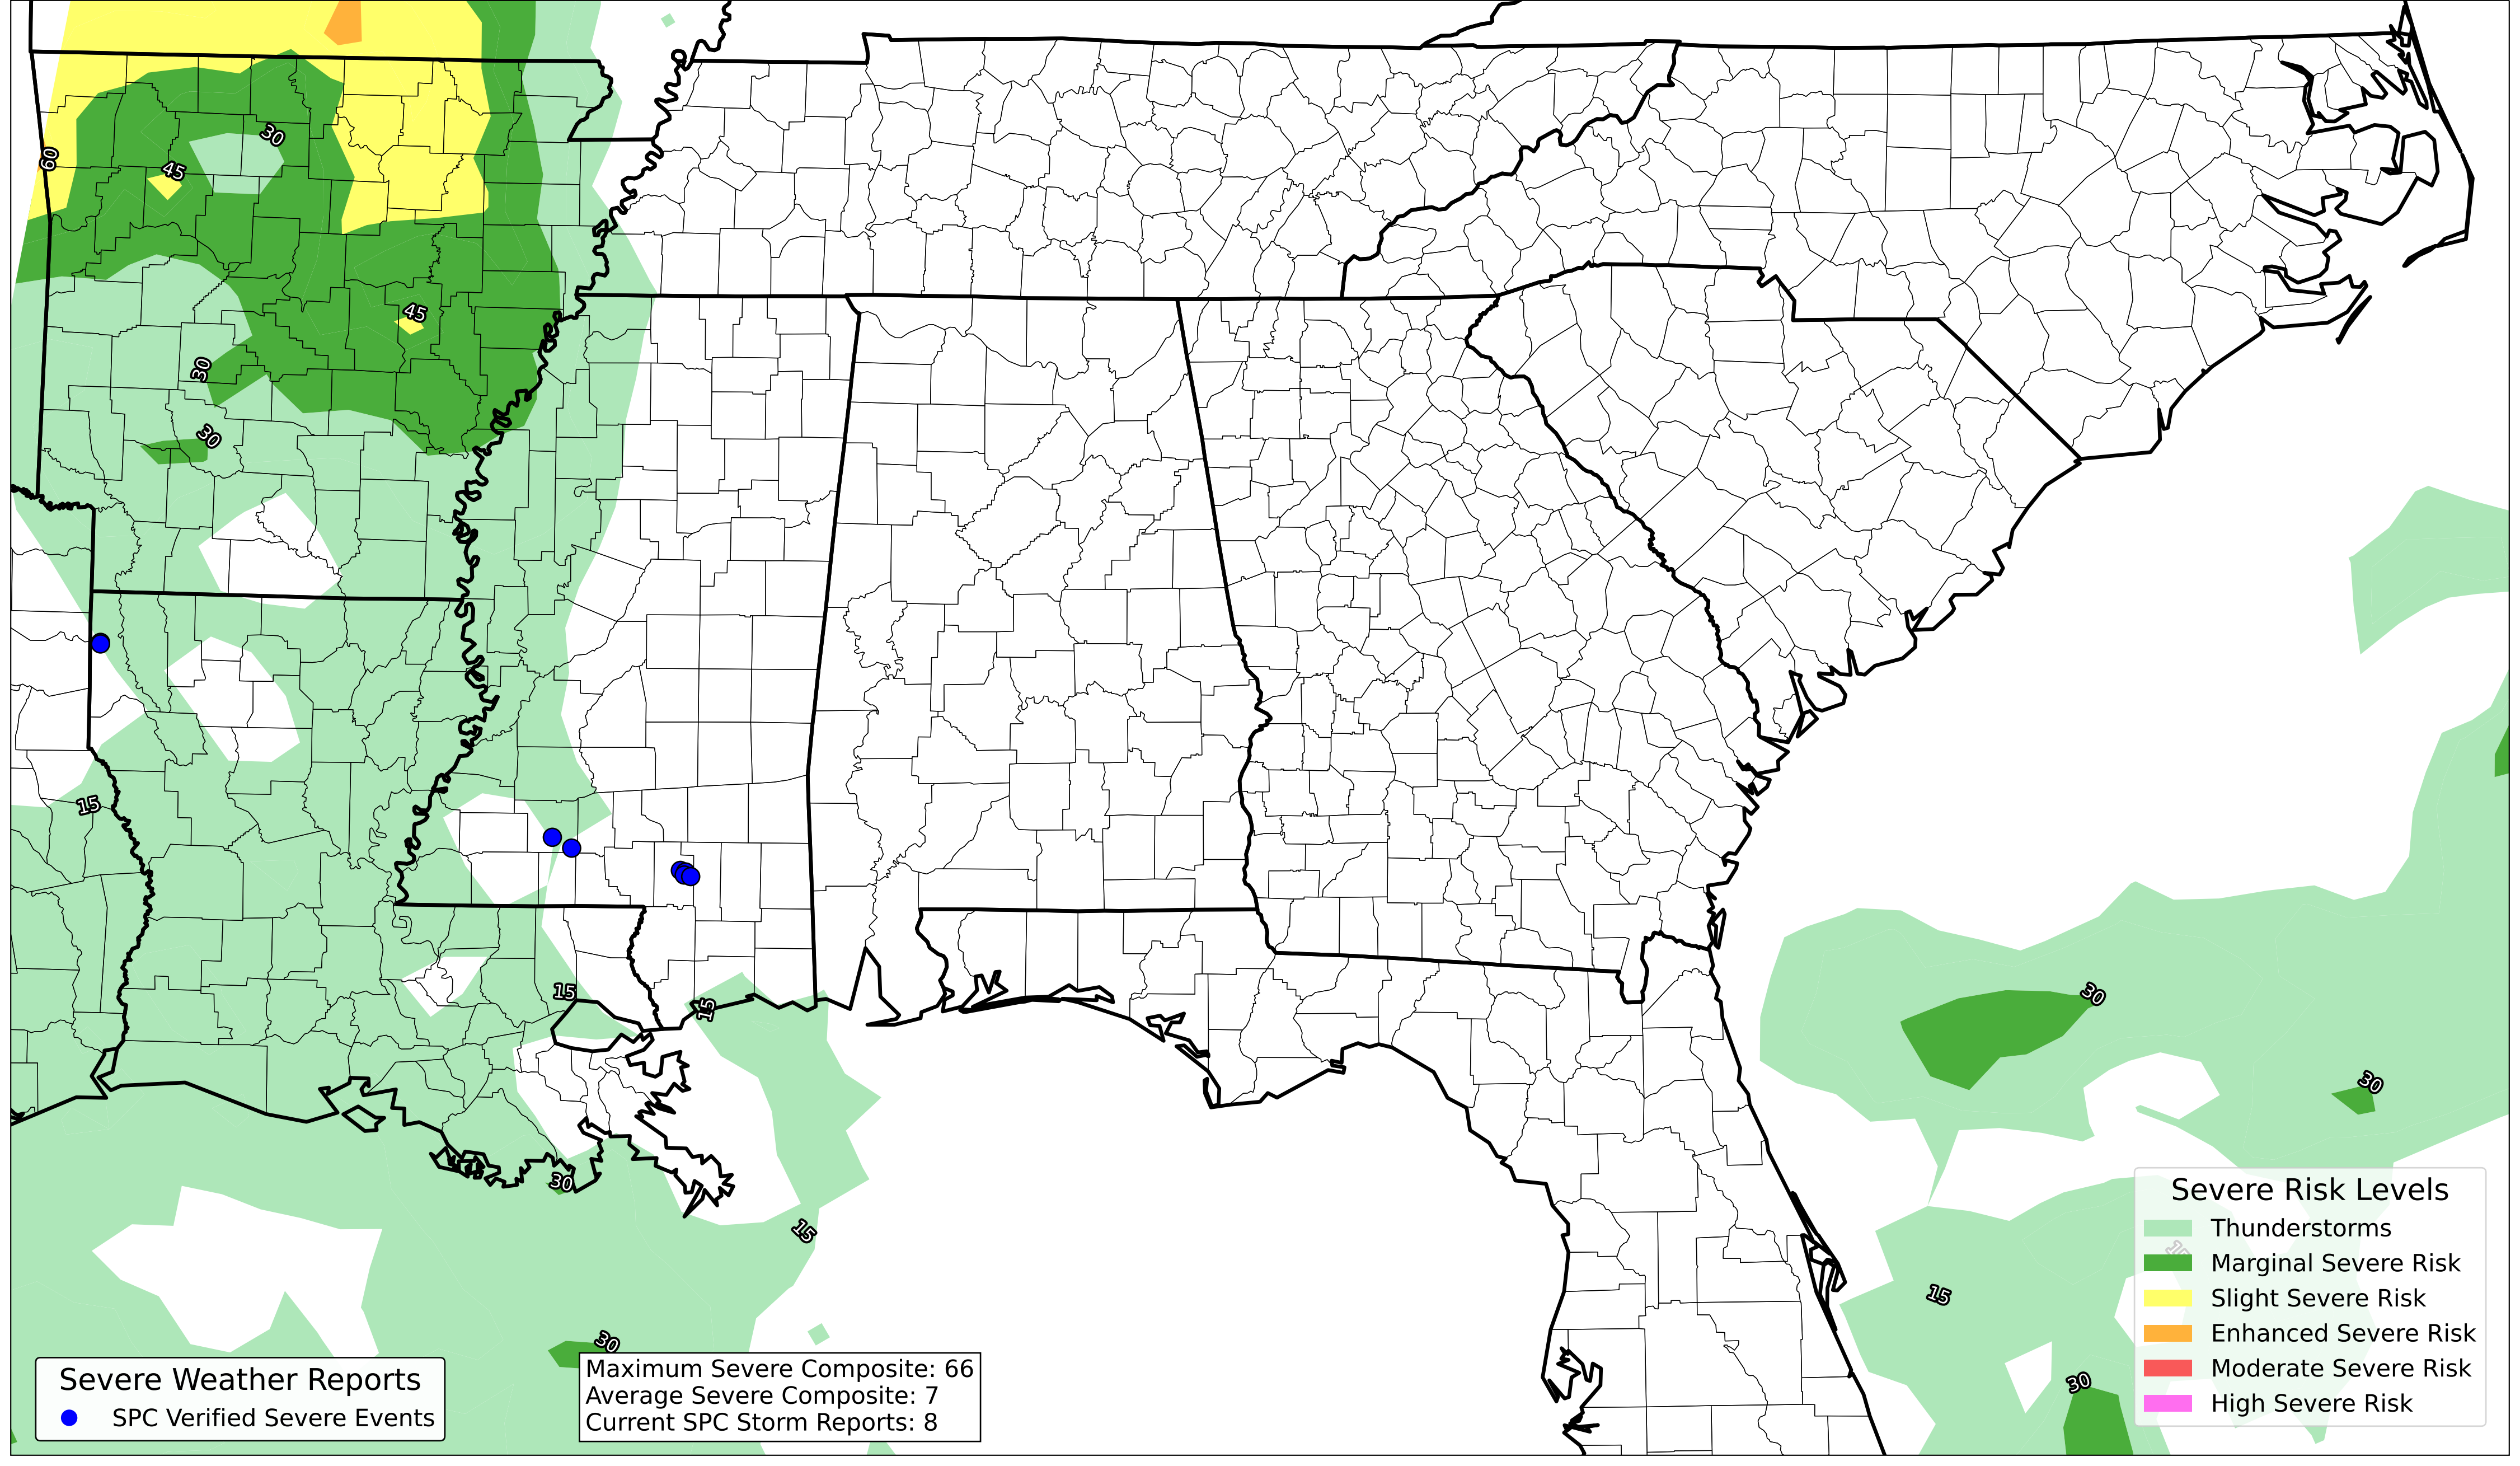 30
60
45
45
30
30
15
30
15
15
30
30
15
30
15
30
Severe Risk Levels
Thunderstorms
Marginal Severe Risk
Slight Severe Risk
Enhanced Severe Risk
Moderate Severe Risk
High Severe Risk
Severe Weather Reports
SPC Verified Severe Events
Maximum Severe Composite: 66
Average Severe Composite: 7
Current SPC Storm Reports: 8